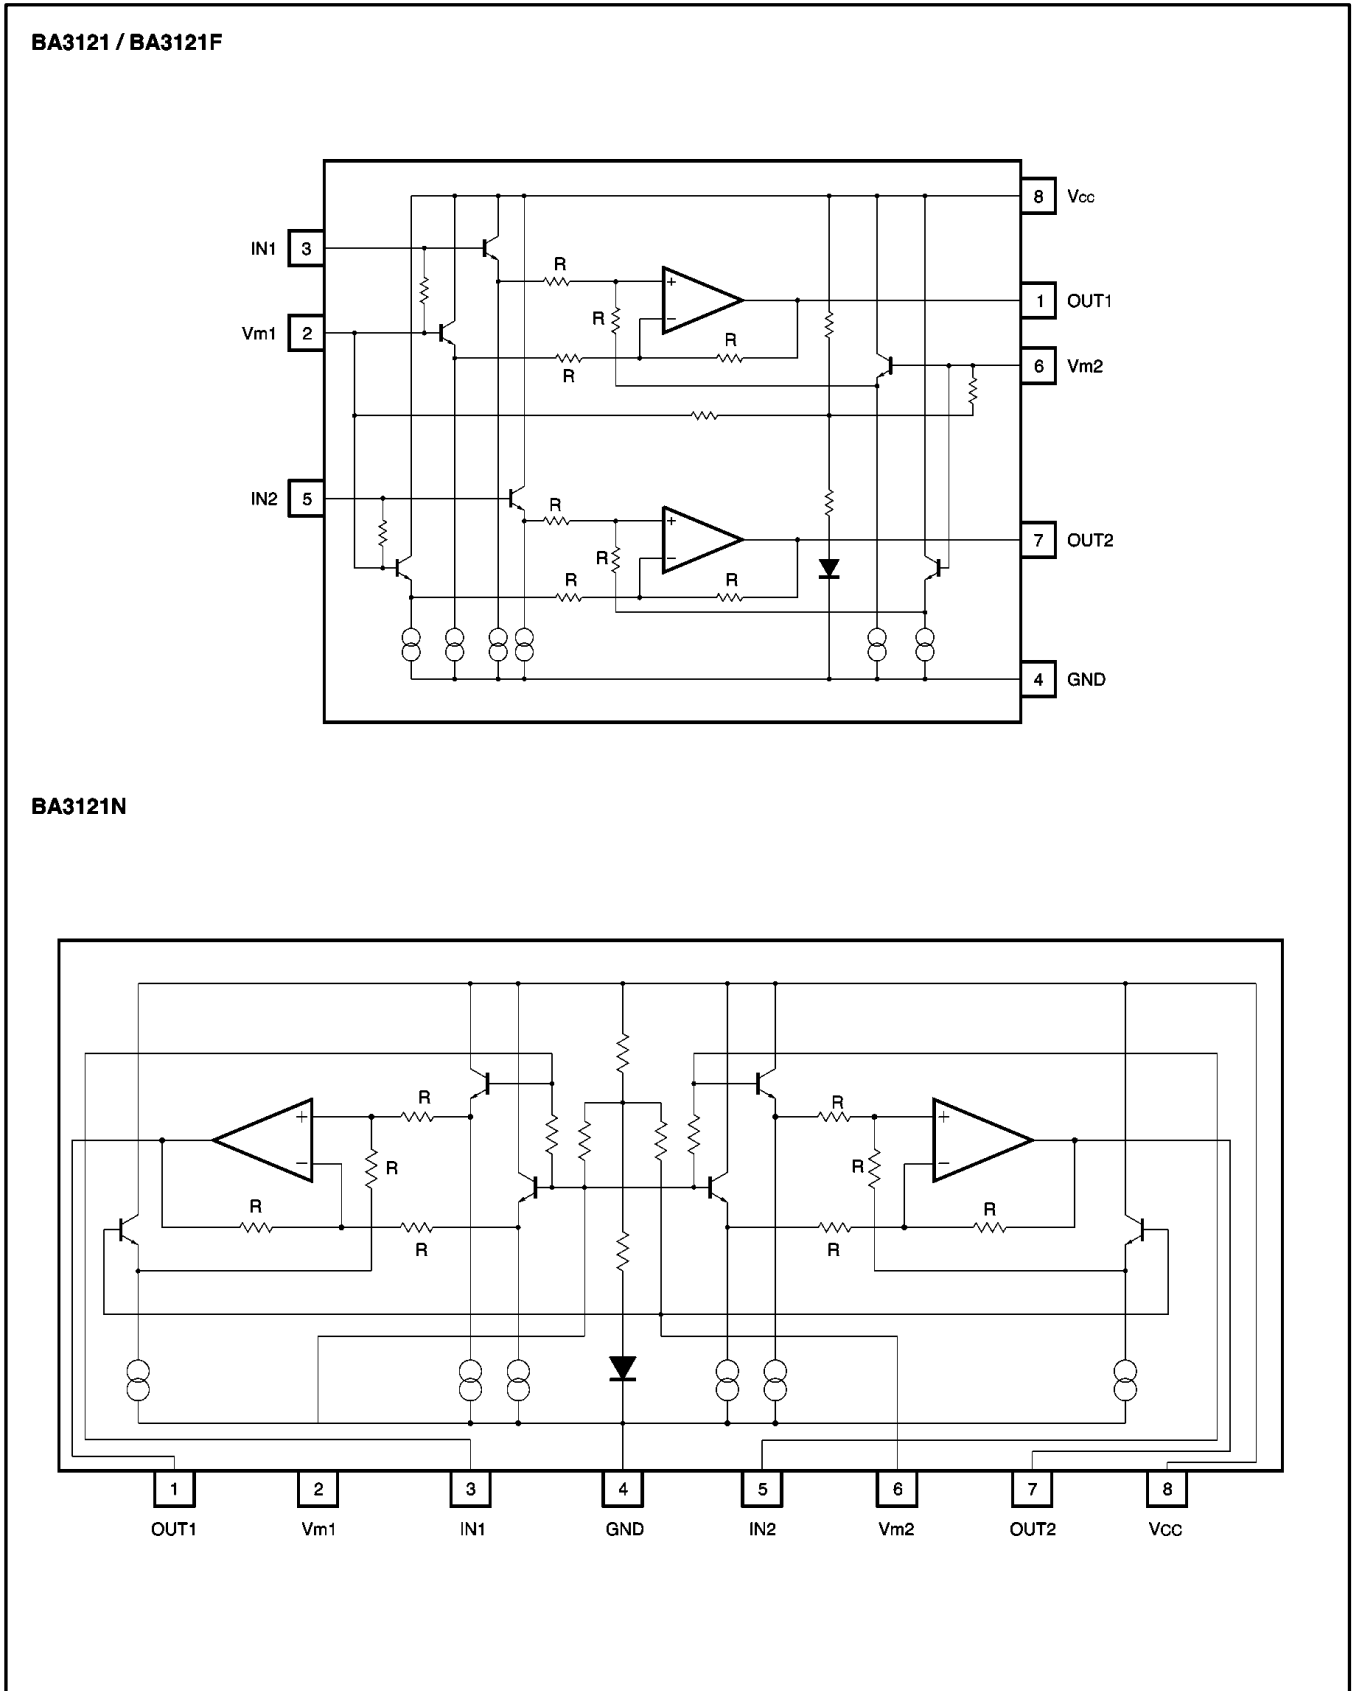 BA3121 / BA3121F
8 Vcc
IN1 3
R
+
1 OUT1
R
−
Vm1 2
R
R
6 Vm2
IN2 5
R
+
7 OUT2
R
−
R
R
4 GND
BA3121N
R
R
+
+
−
R
R
−
R
R
R
R
1
2
3
4
5
6
7
8
OUT1
Vm1
IN1
GND
IN2
Vm2
OUT2
VCC